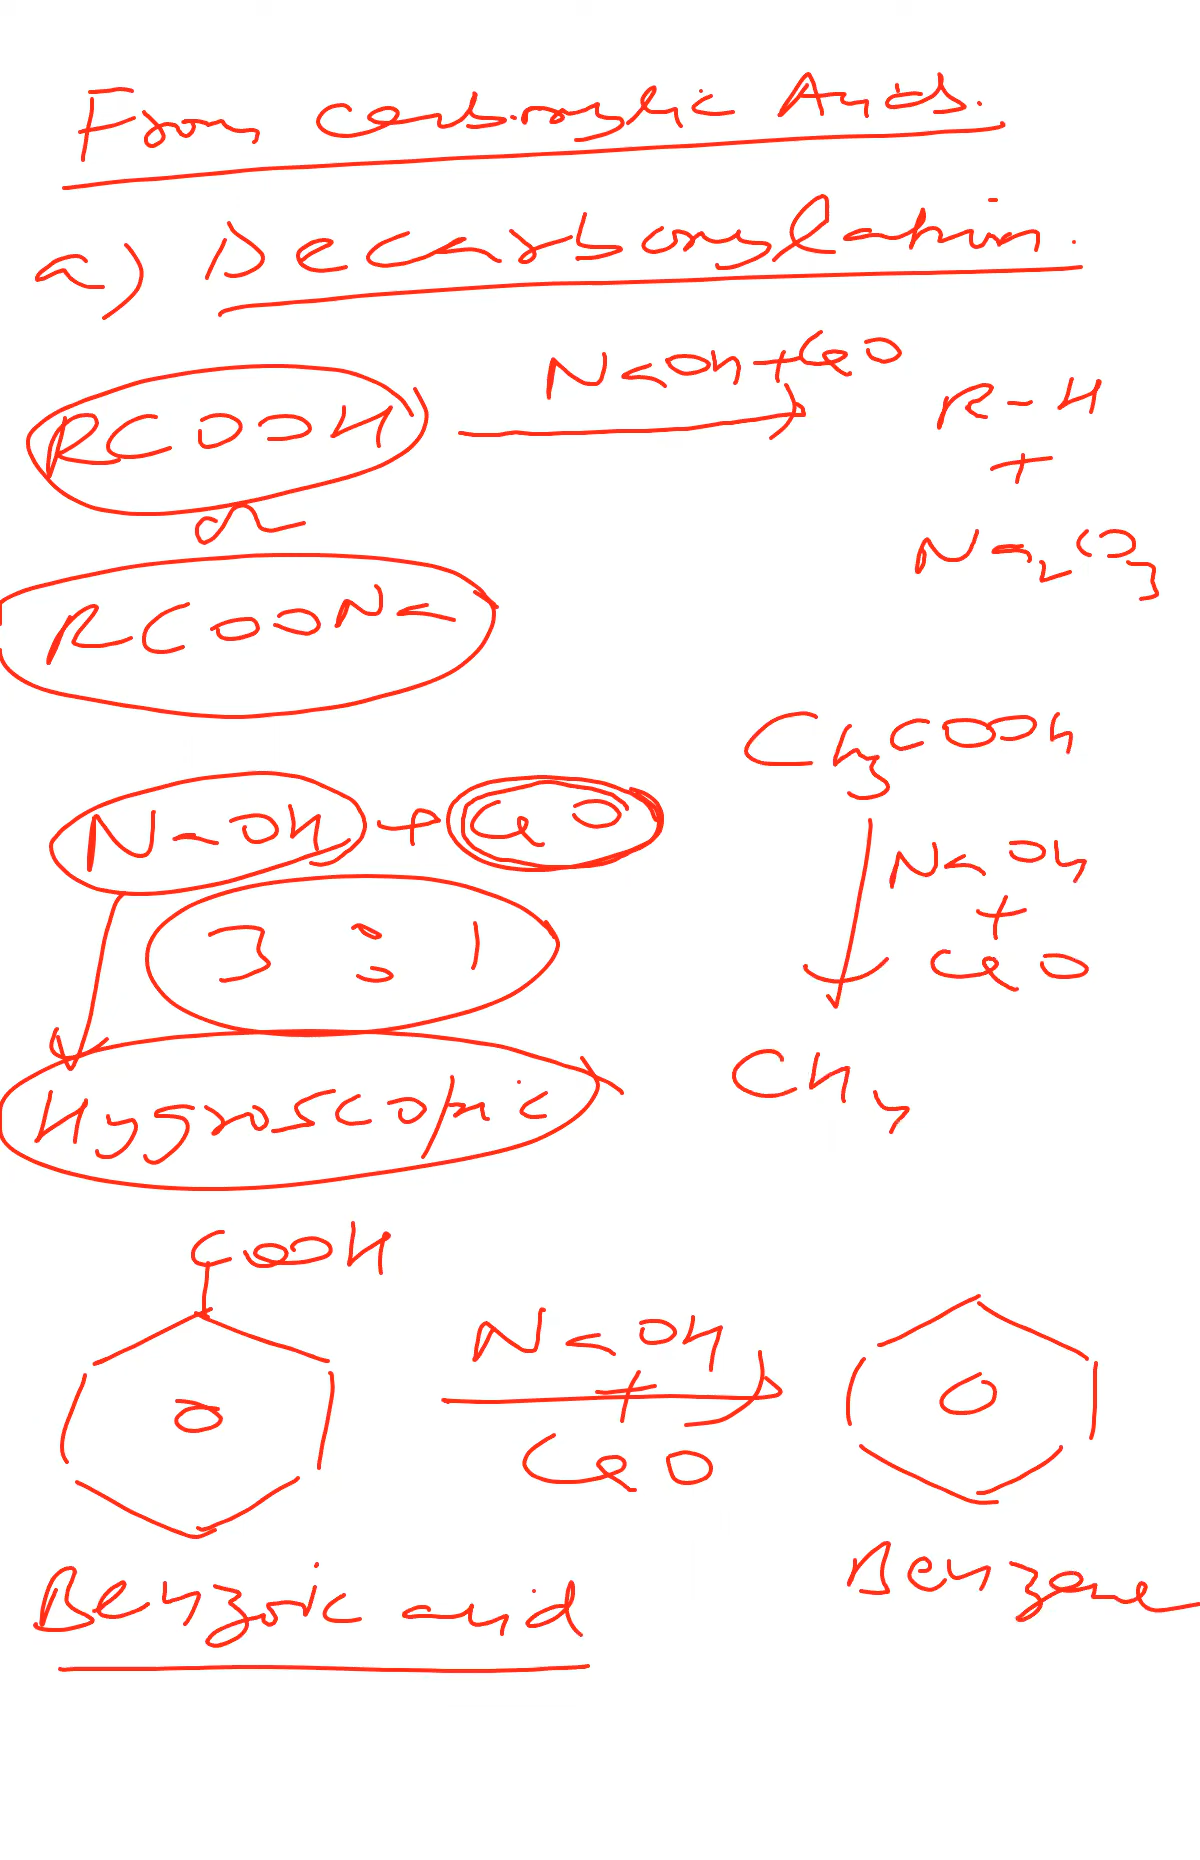 From carboxylic Acids.
a) Decarboxylation.
RCOOH NaOH + CaO R-H
or +
RCOONa Na2CO3
CH3COOH
NaOH + CaO NaOH
3 : 1 +
CaO
Hygroscopic CH4
COOH
NaOH
+
CaO
Benzoic acid Benzene